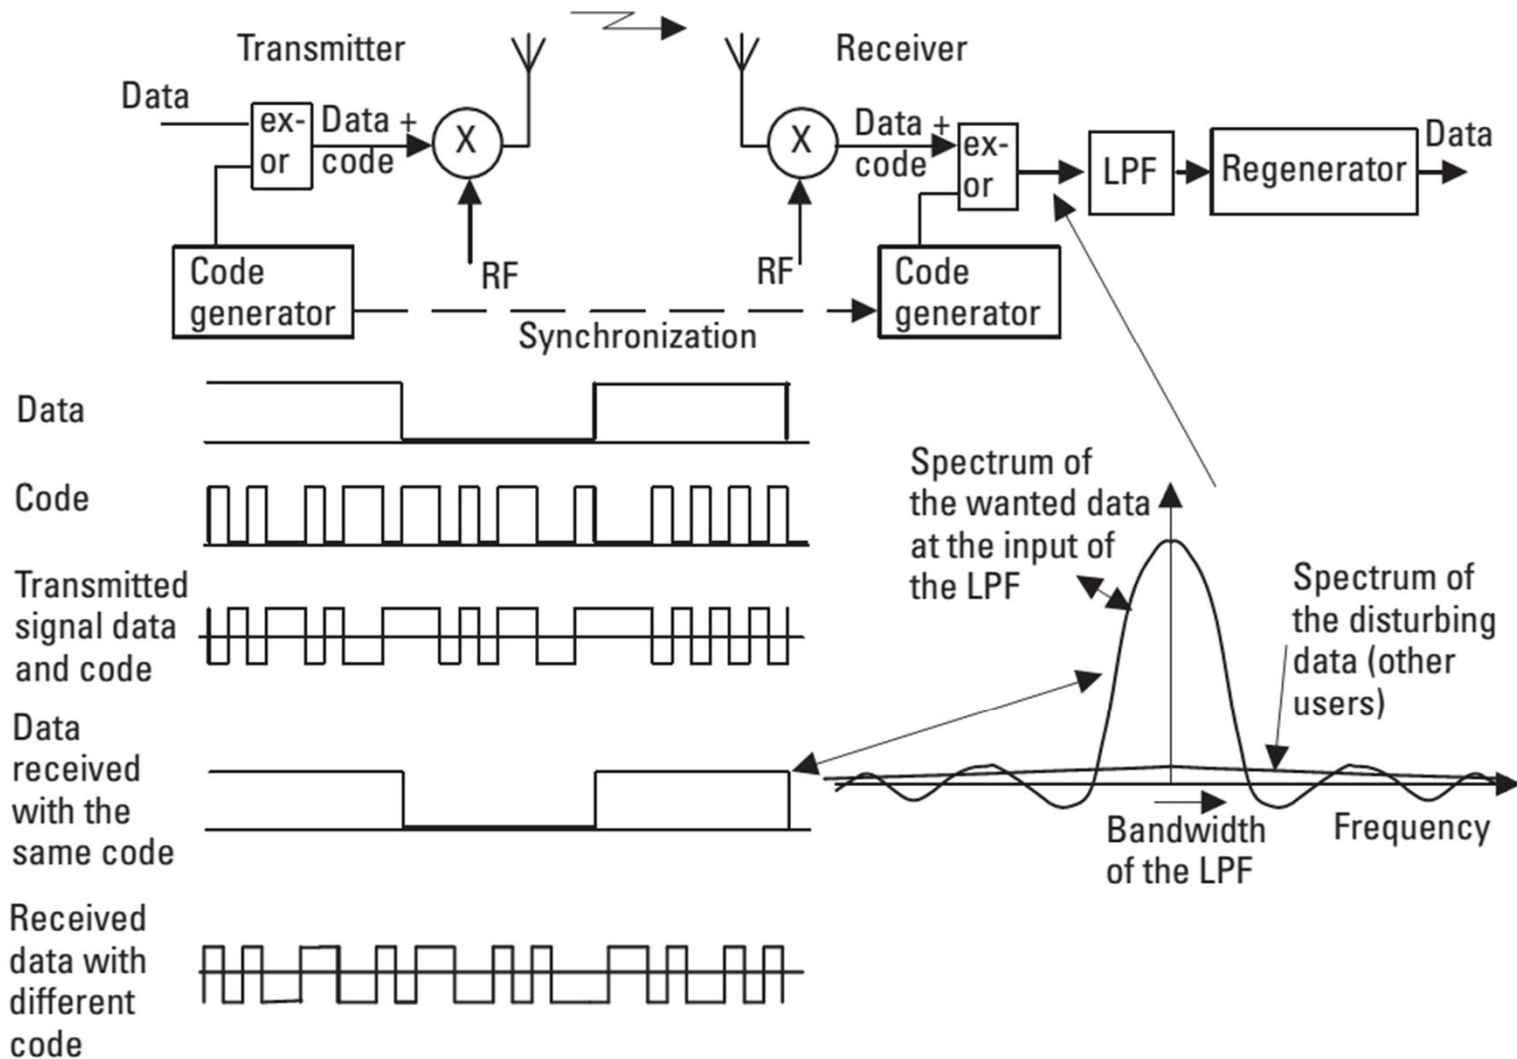 Transmitter
Receiver
Data
ex-
or
Data +
code
X
RF
Code
generator
Synchronization
X
RF
Data +
code
ex-
or
Code
generator
LPF
Regenerator
Data
Data
Code
Transmitted
signal data
and code
Data
received
with the
same code
Received
data with
different
code
Spectrum of
the wanted data
at the input of
the LPF
Spectrum of
the disturbing
data (other
users)
Bandwidth
of the LPF
Frequency